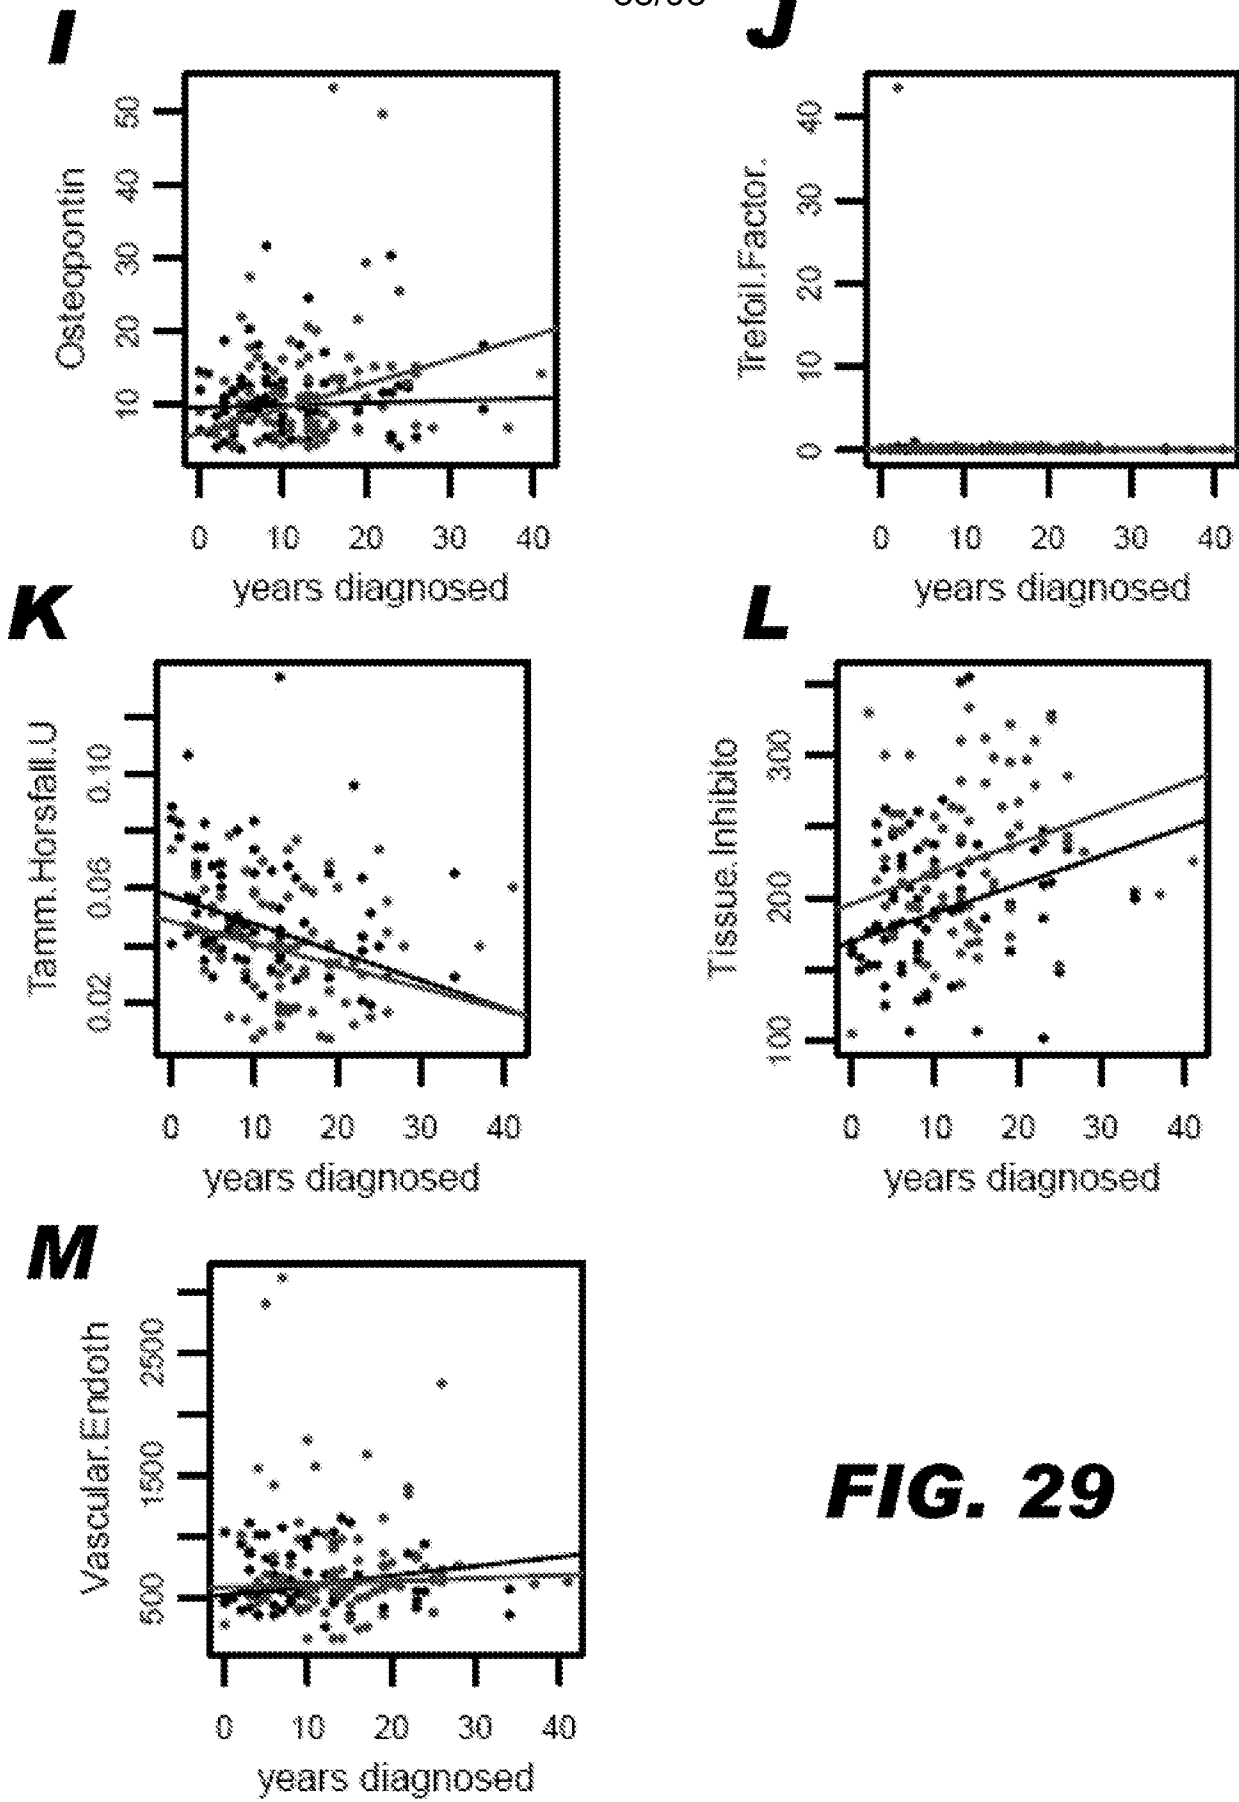 I
J
Osteopontin
50
40
30
20
10
0 10 20 30 40
years diagnosed
Trefoil.Factor.
40
30
20
10
0
0 10 20 30 40
years diagnosed
K
L
Tamm.Horsfall.U
0.10
0.06
0.02
0 10 20 30 40
years diagnosed
Tissue.Inhibito
300
200
100
0 10 20 30 40
years diagnosed
M
Vascular.Endoth
2500
1500
500
0 10 20 30 40
years diagnosed
FIG. 29